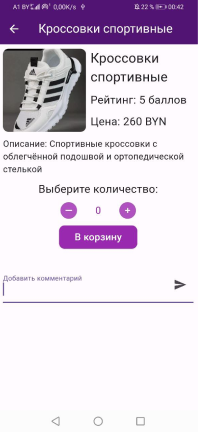 A1 BY 0,00K/s 22 % 00:42
Кроссовки спортивные
Кроссовки
спортивные
Рейтинг: 5 баллов
Цена: 260 BYN
Описание: Спортивные кроссовки с
облегчённой подошвой и ортопедической
стелькой
Выберите количество:
− 0 +
В корзину
Добавить комментарий